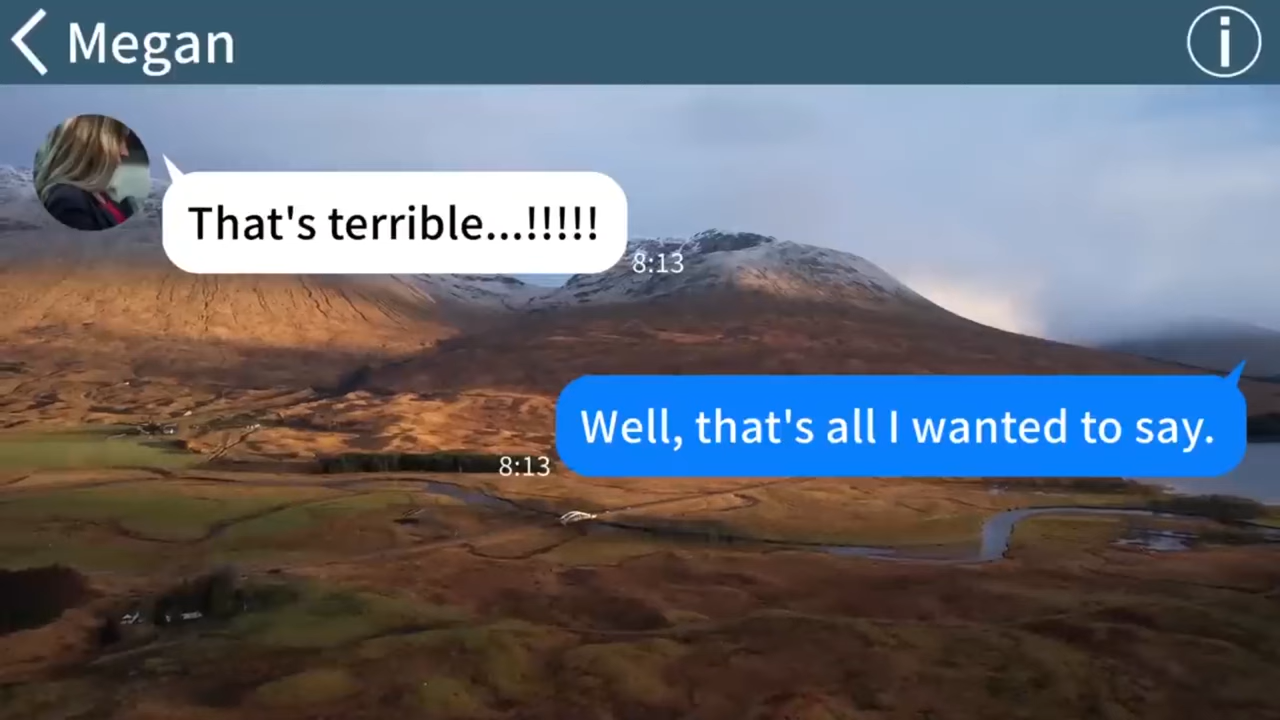 Megan
That's terrible...!!!!!
8:13
Well, that's all I wanted to say.
8:13